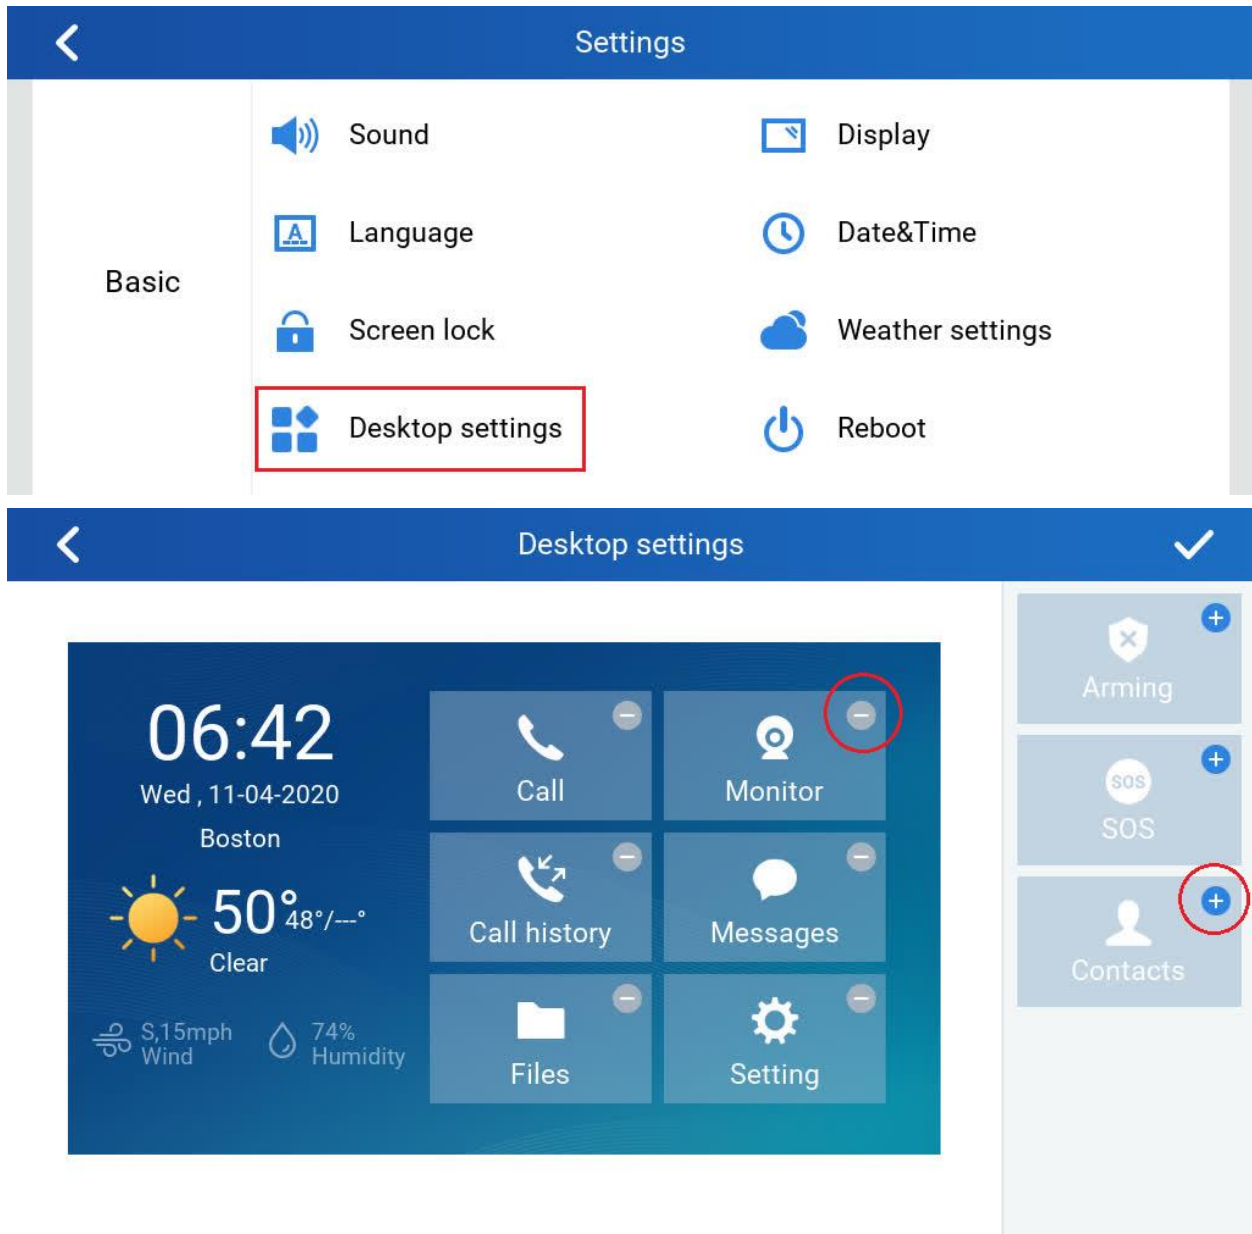 Settings
Basic
Sound
Display
Language
Date&Time
Screen lock
Weather settings
Desktop settings
Reboot
Desktop settings
06:42
Wed , 11-04-2020
Boston
50° 48°/---°
Clear
S,15mph
Wind
74%
Humidity
Call
Monitor
Call history
Messages
Files
Setting
Arming
SOS
SOS
Contacts